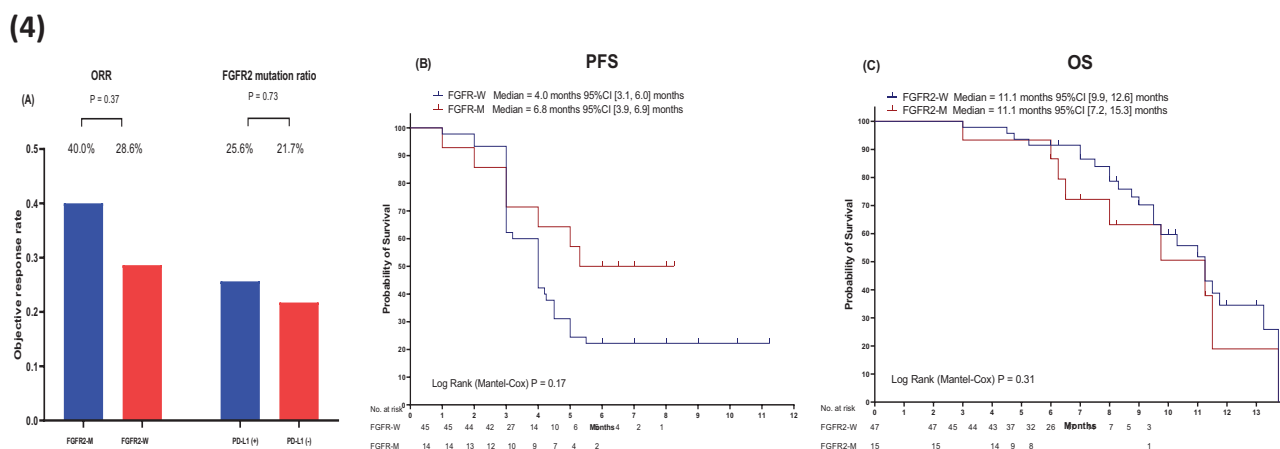 (4)
ORR
FGFR2 mutation ratio
(A)
P = 0.37
P = 0.73
40.0%
28.6%
25.6%
21.7%
Objective response rate
0.5
0.4
0.3
0.2
0.1
0.0
FGFR2-M
FGFR2-W
PD-L1 (+)
PD-L1 (-)
(B)
PFS
FGFR-W Median = 4.0 months 95%CI [3.1, 6.0] months
FGFR-M Median = 6.8 months 95%CI [3.9, 6.9] months
Probability of Survival
100
90
80
70
60
50
40
30
20
10
0
Log Rank (Mantel-Cox) P = 0.17
0 1 2 3 4 5 6 7 8 9 10 11 12
No. at risk
Months
FGFR-W 45 45 44 42 27 14 10 6 4 2 1
FGFR-M 14 14 13 12 10 9 7 4 2
(C)
OS
FGFR2-W Median = 11.1 months 95%CI [9.9, 12.6] months
FGFR2-M Median = 11.1 months 95%CI [7.2, 15.3] months
Probability of Survival
100
90
80
70
60
50
40
30
20
10
0
Log Rank (Mantel-Cox) P = 0.31
0 1 2 3 4 5 6 7 8 9 10 11 12 13
No. at risk
Months
FGFR2-W 47 47 45 44 43 37 32 26 7 5 3
FGFR2-M 15 15 14 9 8 1